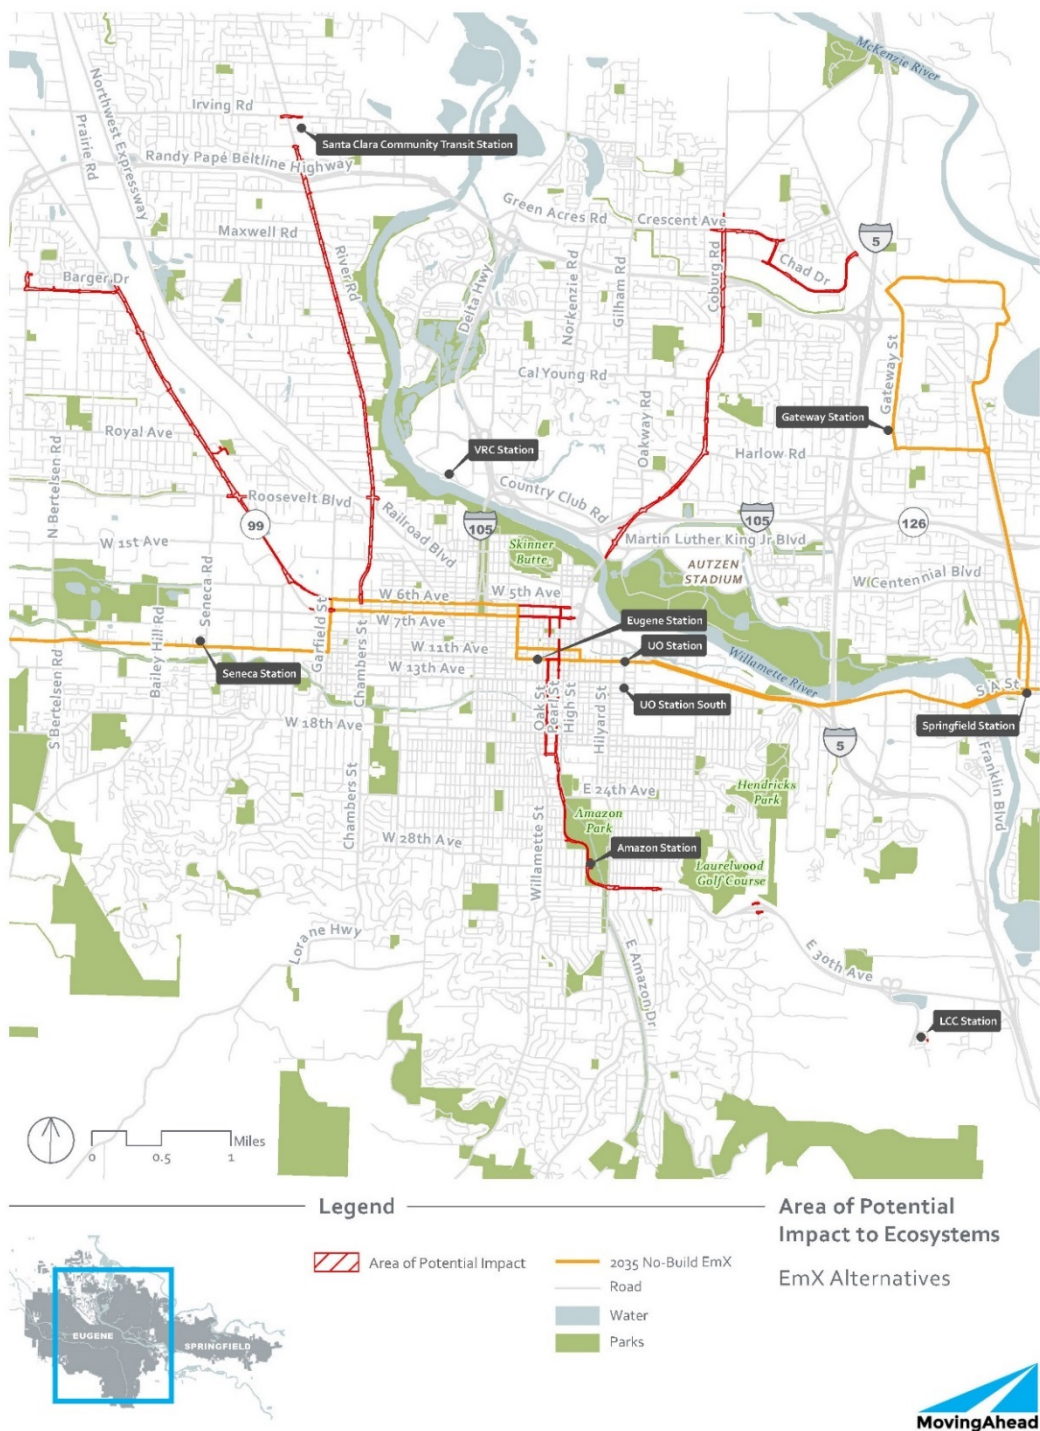 McKenzie River
Irving Rd
Northwest Expressway
Prairie Rd
Santa Clara Community Transit Station
Randy Papé Beltline Highway
Green Acres Rd
Crescent Ave
5
Maxwell Rd
River Rd
Delta Hwy
Norkenzie Rd
Gilham Rd
Coburg Rd
Chad Dr
Barger Dr
Gateway St
Cal Young Rd
Oakway Rd
Gateway Station
Royal Ave
N Bertelsen Rd
VRC Station
Harlow Rd
Roosevelt Blvd
Country Club Rd
99
Railroad Blvd
105
105
126
W 1st Ave
Skinner
Butte
Martin Luther King Jr Blvd
AUTZEN
STADIUM
W Centennial Blvd
Seneca Rd
W 6th Ave
W 5th Ave
W 7th Ave
Eugene Station
Bailey Hill Rd
Garfield St
Chambers St
W 11th Ave
UO Station
W 13th Ave
Willamette River
Seneca Station
S A St
S Bertelsen Rd
Oak St
Pearl St
High St
Hilyard St
UO Station South
W 18th Ave
Springfield Station
5
Franklin Blvd
Chambers St
E 24th Ave
Hendricks
Park
Amazon
Park
W 28th Ave
Willamette St
Amazon Station
Laurelwood
Golf Course
Lorane Hwy
E 30th Ave
E Amazon Dr
LCC Station
Miles
0 0.5 1
Legend
Area of Potential Impact
2035 No-Build EmX
Road
Water
Parks
Area of Potential
Impact to Ecosystems
EmX Alternatives
EUGENE
SPRINGFIELD
MovingAhead